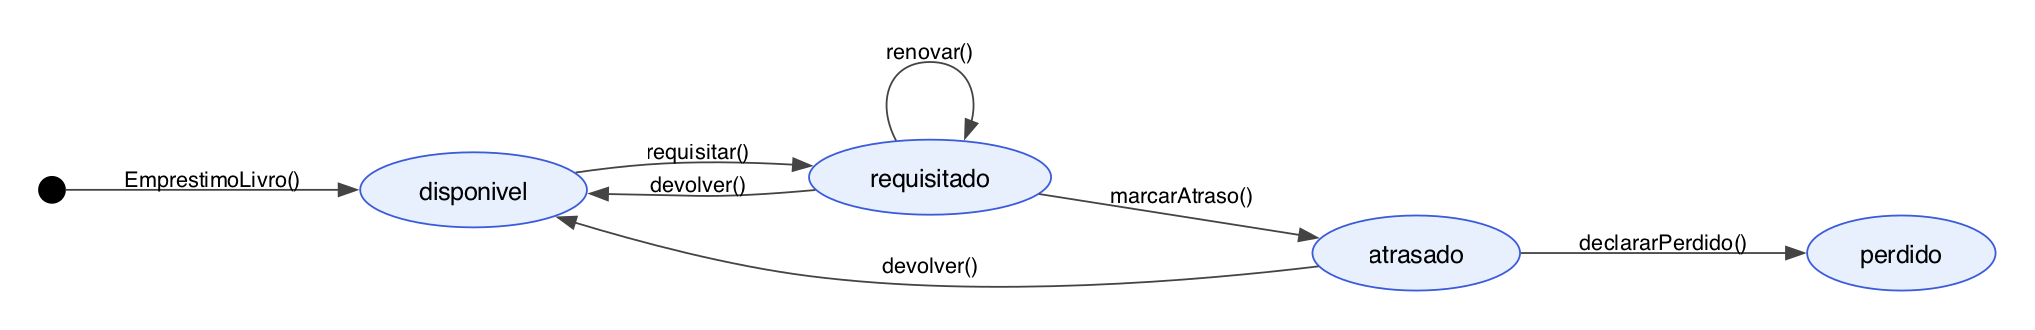 renovar()
requisitar()
EmprestimoLivro()
disponivel
devolver()
requisitado
marcarAtraso()
devolver()
atrasado
declararPerdido()
perdido